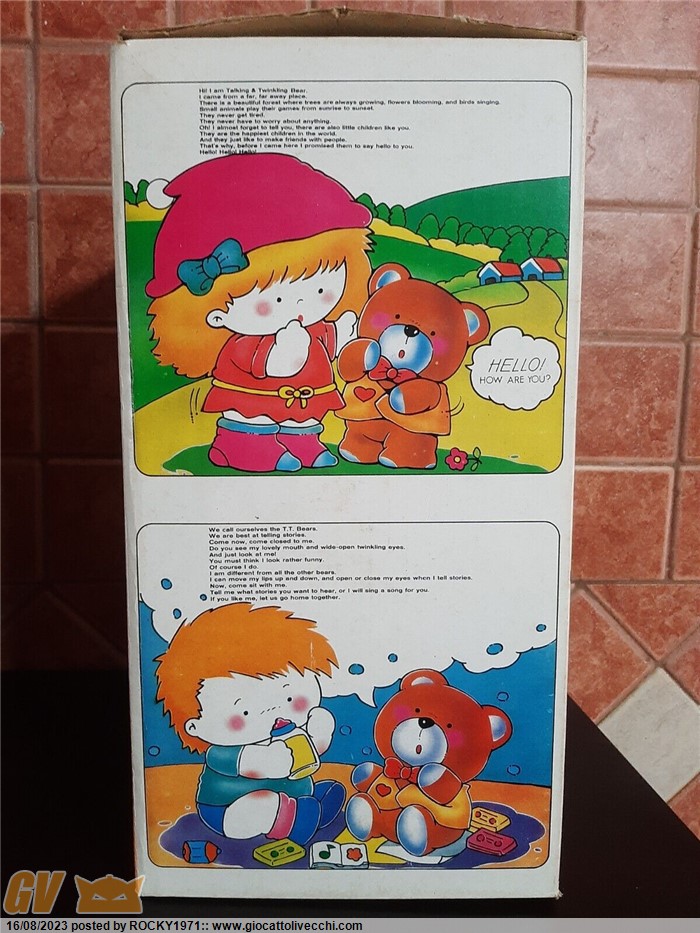 Hi! I am Talking & Twinkling Bear.
I came from a far, far away place.
There is a beautiful forest where trees are always growing, flowers blooming, and birds singing.
Small animals play their games from sunrise to sunset.
They never get tired.
They never have to worry about anything.
Oh! I almost forget to tell you, there are also little children like you.
They are the happiest children in the world.
And they just like to make friends with people.
That's why, before I came here I promised them to say hello to you.
Hello! Hello! Hello!
HELLO!
HOW ARE YOU?
We call ourselves the T.T. Bears.
We are best at telling stories.
Come now, come closed to me.
Do you see my lovely mouth and wide-open twinkling eyes.
And just look at me!
You must think I look rather funny.
Of course I do.
I am different from all the other bears.
I can move my lips up and down, and open or close my eyes when I tell stories.
Now, come sit with me.
Tell me what stories you want to hear, or I will sing a song for you.
If you like me, let us go home together.
GV
16/08/2023 posted by ROCKY1971:: www.giocattolivecchi.com